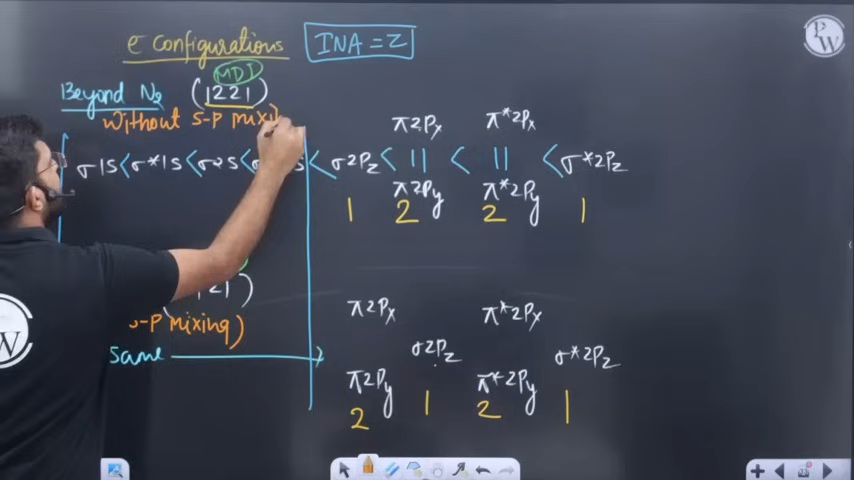 e⁻ Configurations
INA = Z
MDI
Beyond N₂ (1221)
Without s-p mixi
σ1s < σ*1s < σ2s < s < σ2Pz < π2Px || π2Py < π*2Px || π*2Py < σ*2Pz
1 2 2 1
121)
s-p mixing)
π2Px π*2Px
σ2Pz σ*2Pz
Same
π2Py π*2Py
2 1 2 1
P
W
W